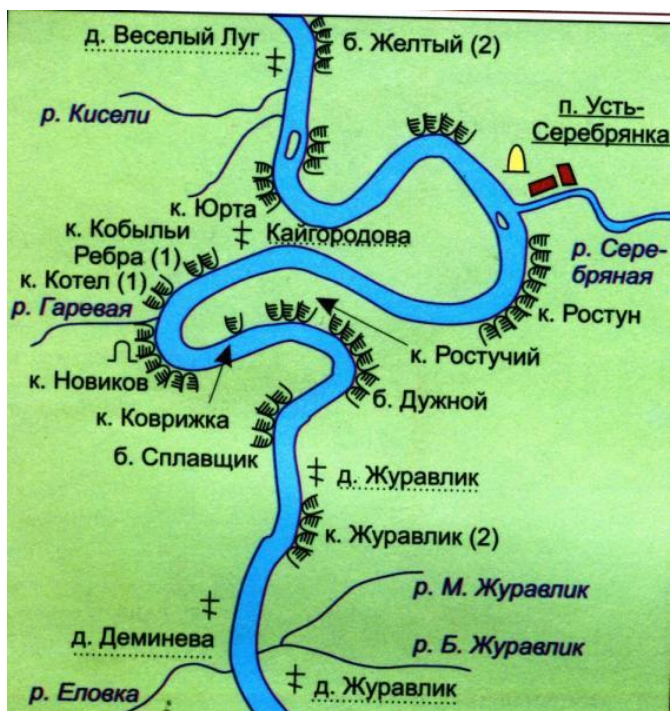 д. Веселый Луг
б. Желтый (2)
р. Кисели
п. Усть-
Серебрянка
к. Юрта
к. Кобыльи
Ребра (1)
Кайгородова
к. Котел (1)
р. Сере-
бряная
р. Гаревая
к. Ростун
к. Ростучий
к. Новиков
к. Коврижка
б. Дужной
б. Сплавщик
д. Журавлик
к. Журавлик (2)
р. М. Журавлик
д. Деминева
р. Б. Журавлик
р. Еловка
д. Журавлик